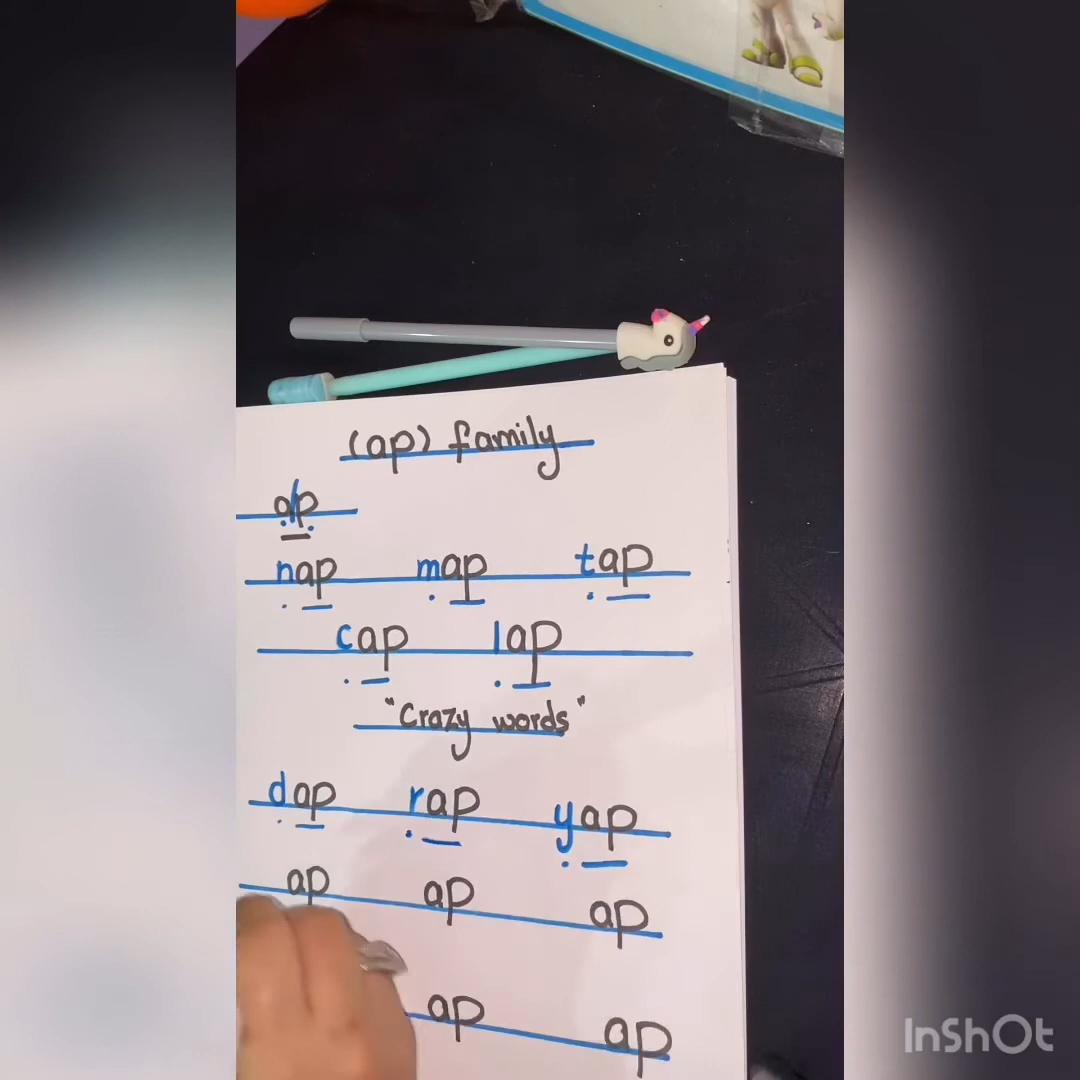 (ap) family
ap
nap map tap
cap lap
"Crazy words"
dap rap yap
ap ap ap
ap ap
InShOt